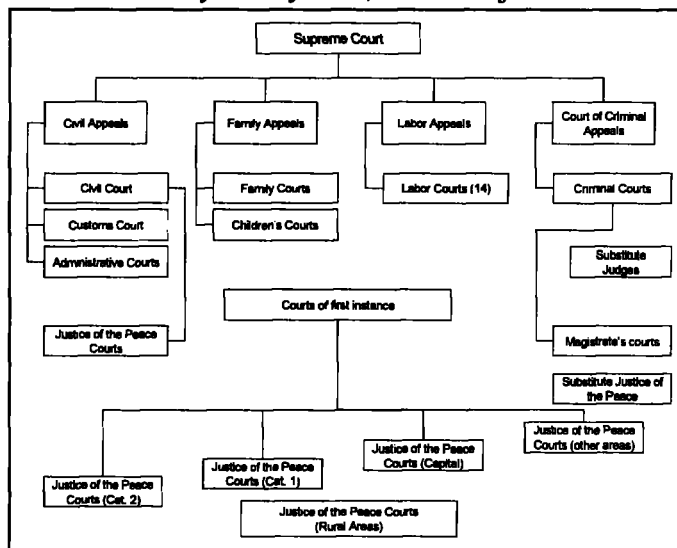 Supreme Court
Civil Appeals
Family Appeals
Labor Appeals
Court of Criminal
Appeals
Civil Court
Family Courts
Labor Courts (14)
Criminal Courts
Customs Court
Children's Courts
Administrative Courts
Substitute
Judges
Courts of first instance
Justice of the Peace
Courts
Magistrate's courts
Substitute Justice of
the Peace
Justice of the Peace
Courts (other areas)
Justice of the Peace
Courts (Capital)
Justice of the Peace
Courts (Cat. 1)
Justice of the Peace
Courts (Cat. 2)
Justice of the Peace Courts
(Rural Areas)